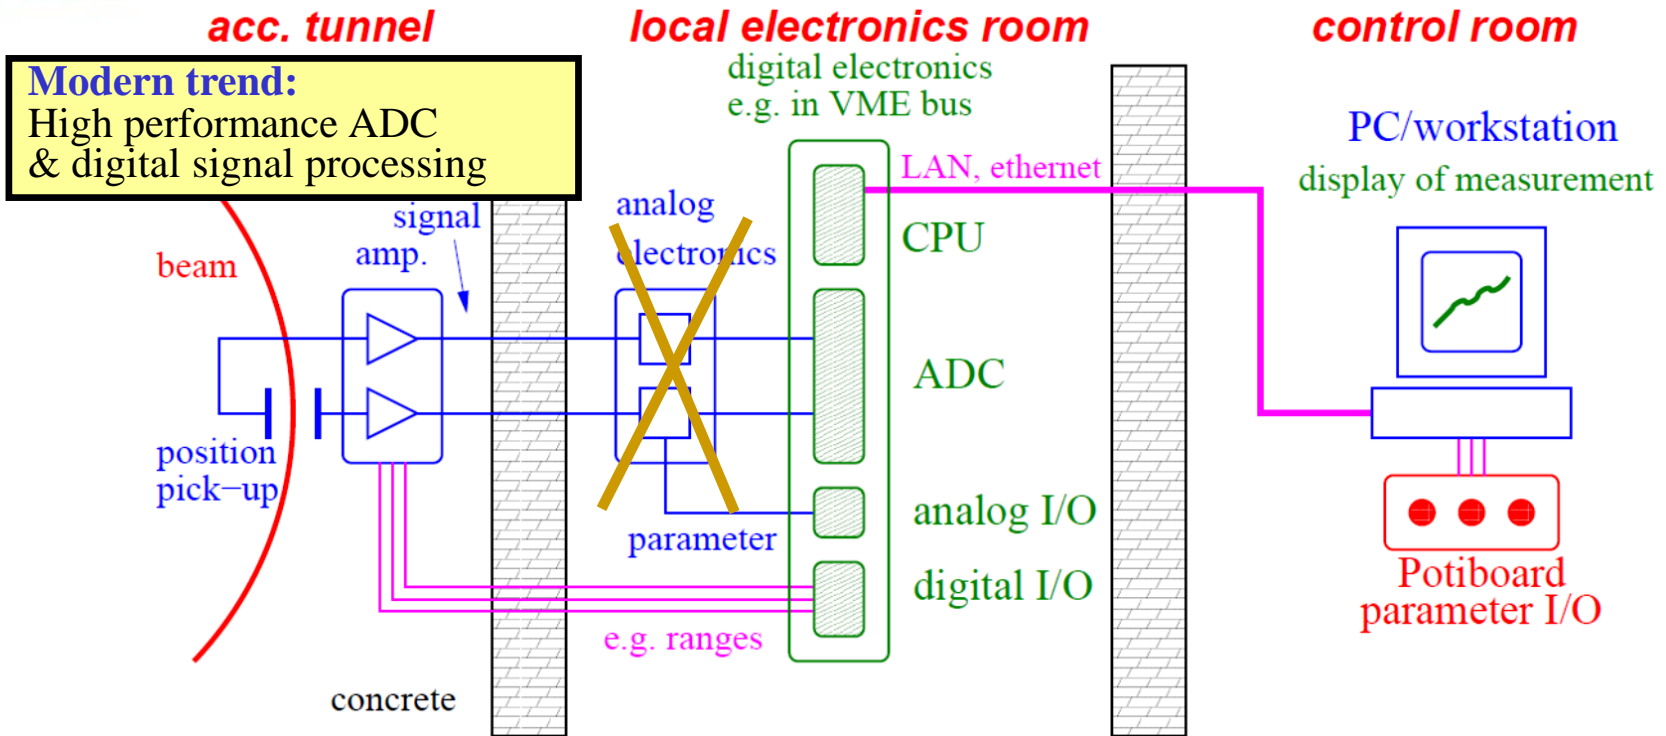 acc. tunnel
local electronics room
control room
Modern trend:
High performance ADC
& digital signal processing
digital electronics
e.g. in VME bus
PC/workstation
display of measurement
LAN, ethernet
signal
amp.
analog
electronics
beam
CPU
ADC
position
pick−up
analog I/O
parameter
digital I/O
e.g. ranges
Potiboard
parameter I/O
concrete